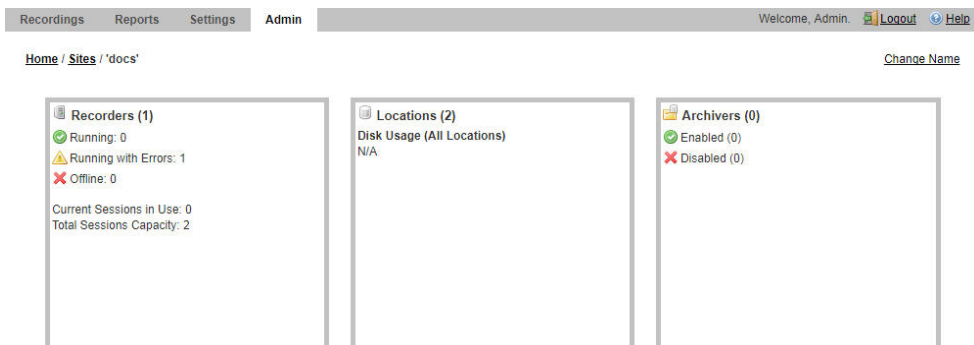 Recordings Reports Settings Admin Welcome, Admin. Logout Help
Home / Sites / 'docs' Change Name
Recorders (1)
Running: 0
Running with Errors: 1
Offline: 0
Current Sessions in Use: 0
Total Sessions Capacity: 2
Locations (2)
Disk Usage (All Locations)
N/A
Archivers (0)
Enabled (0)
Disabled (0)